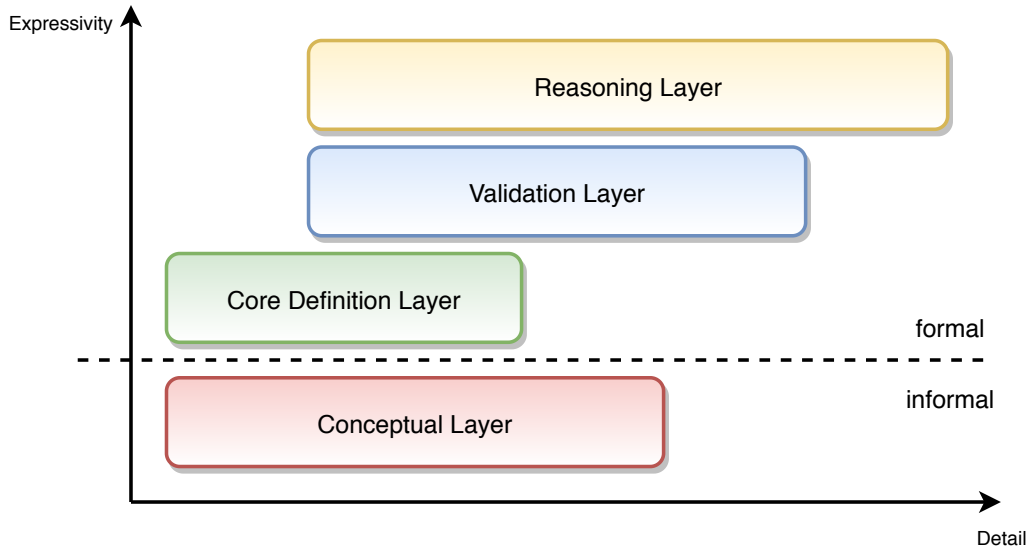 Expressivity
Reasoning Layer
Validation Layer
Core Definition Layer
formal
informal
Conceptual Layer
Detail